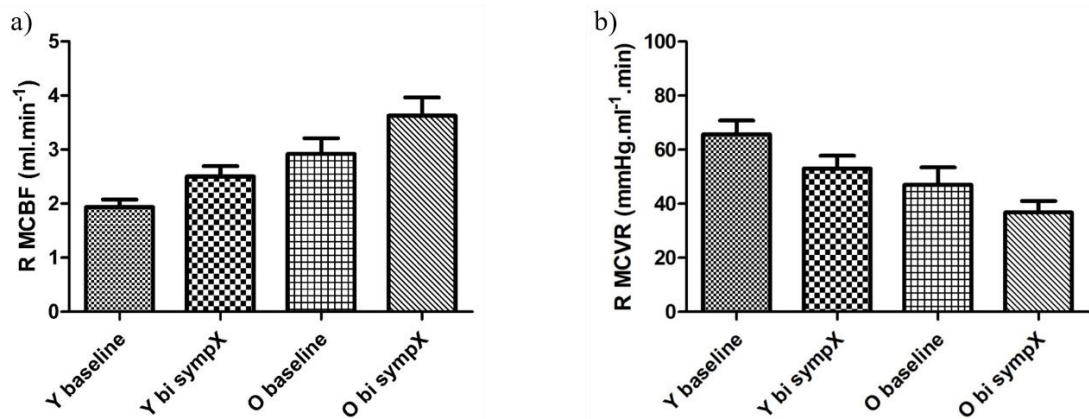 a)
R MCBF (ml.min⁻¹)
5
4
3
2
1
0
Y baseline
Y bi sympX
O baseline
O bi sympX
b)
R MCVR (mmHg.ml⁻¹.min)
100
80
60
40
20
0
Y baseline
Y bi sympX
O baseline
O bi sympX